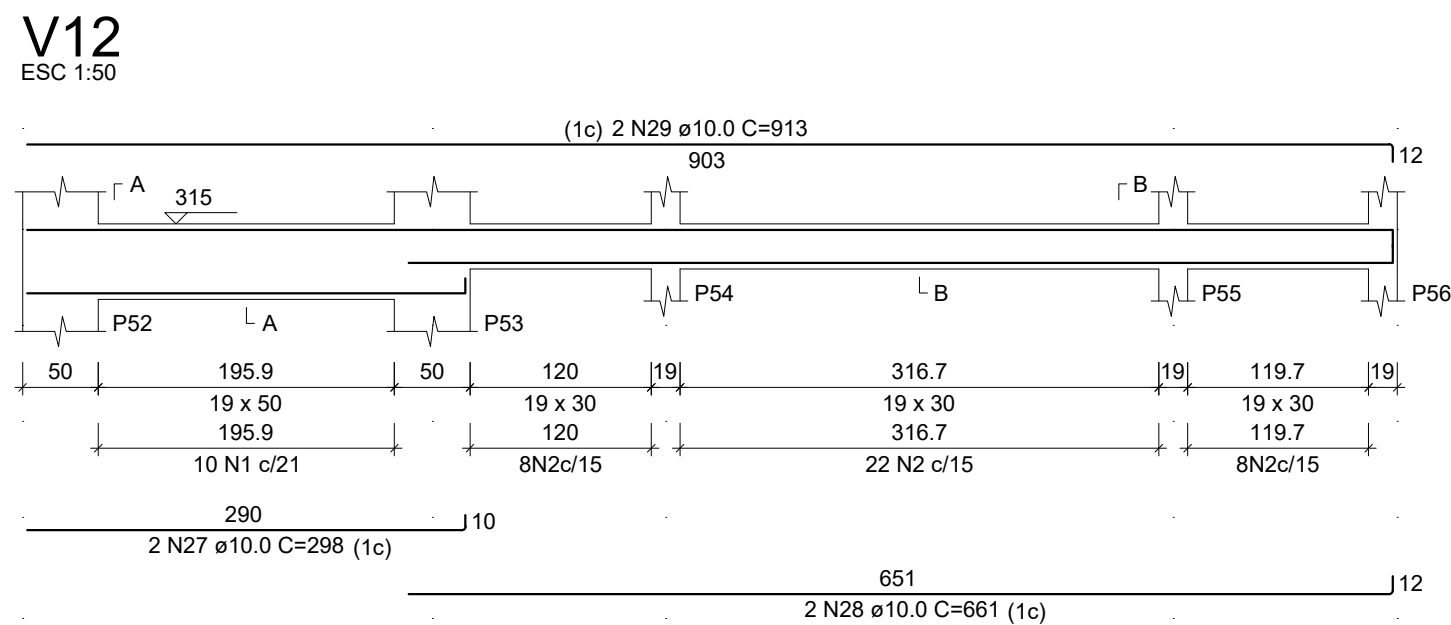 V12
ESC 1:50
(1c) 2 N29 ø10.0 C=913
903
12
A
315
B
P54
B
P55
P56
P52
A
P53
50 195.9 50 120 19 316.7 19 119.7 19
19 x 50 19 x 30 19 x 30 19 x 30
195.9 120 316.7 119.7
10 N1 c/21 8N2c/15 22 N2 c/15 8N2c/15
290
10
2 N27 ø10.0 C=298 (1c)
651
12
2 N28 ø10.0 C=661 (1c)